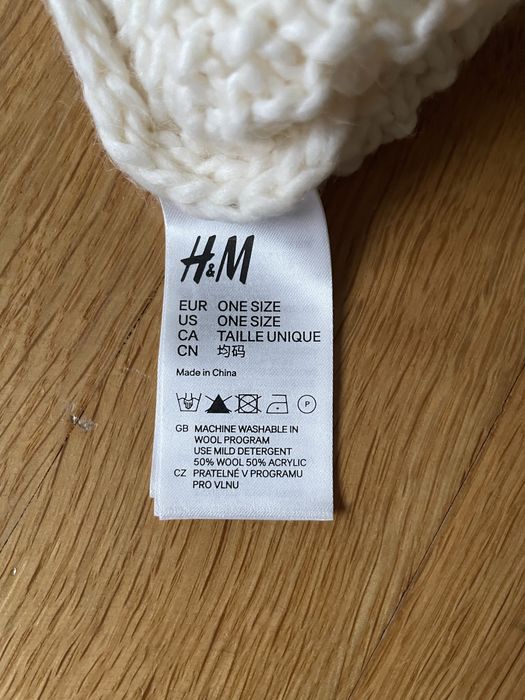 H&M
EUR ONE SIZE
US ONE SIZE
CA TAILLE UNIQUE
CN 均码
Made in China
P
GB MACHINE WASHABLE IN
WOOL PROGRAM
USE MILD DETERGENT
50% WOOL 50% ACRYLIC
CZ PRATELNÉ V PROGRAMU
PRO VLNU